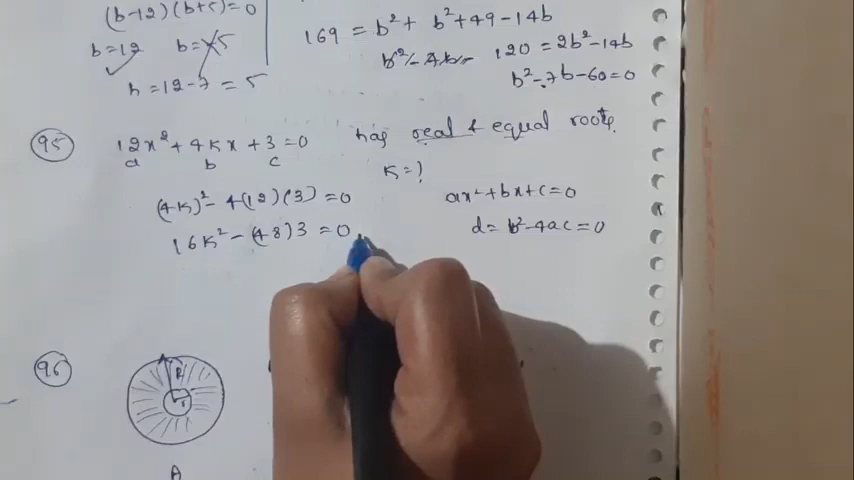 (b-12)(b+5)=0
b=12 b=-5
h=12-7=5
169 = b²+ b²+49-14b
b²-7b- 120=2b²-14b
b²-7b-60=0
95 12x²+4kx+3=0 has real & equal roots.
a b c
k=?
(4k)²-4(12)(3)=0
ax²+bx+c=0
16k²-(48)3=0
d=b²-4ac=0
96
R
r
A